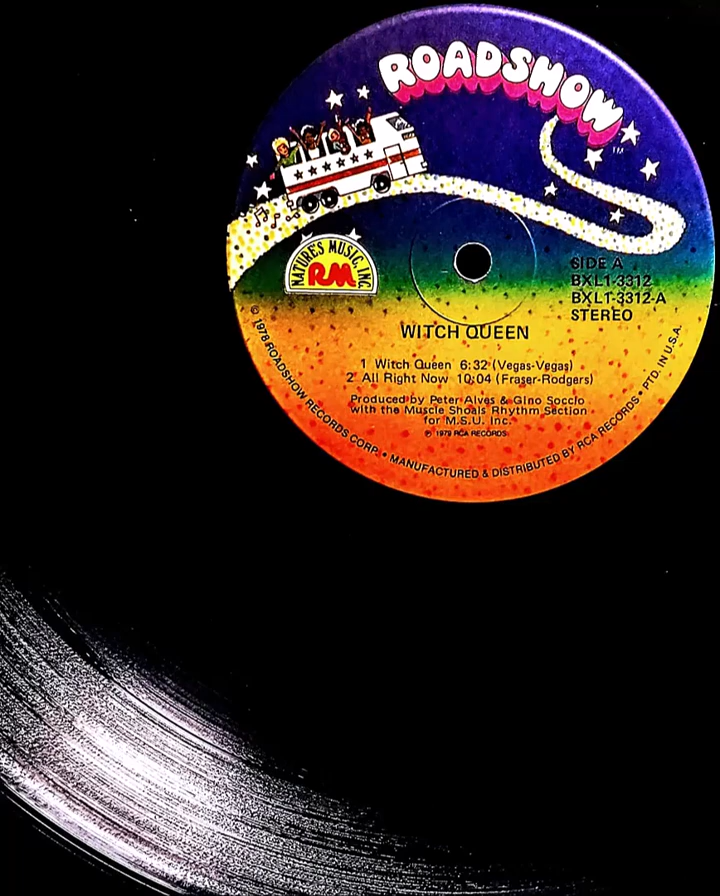 ROADSHOW
TM
NATURE'S MUSIC, INC.
RM
SIDE A
BXL1-3312
BXL1-3312-A
STEREO
WITCH QUEEN
1 Witch Queen 6:32 (Vegas-Vegas)
2 All Right Now 10:04 (Fraser-Rodgers)
Produced by Peter Alves & Gino Soccio
with the Muscle Shoals Rhythm Section
for M.S.U. Inc.
℗ 1979 RCA RECORDS
© 1978 ROADSHOW RECORDS CORP. • MANUFACTURED & DISTRIBUTED BY RCA RECORDS • PTD. IN U.S.A.